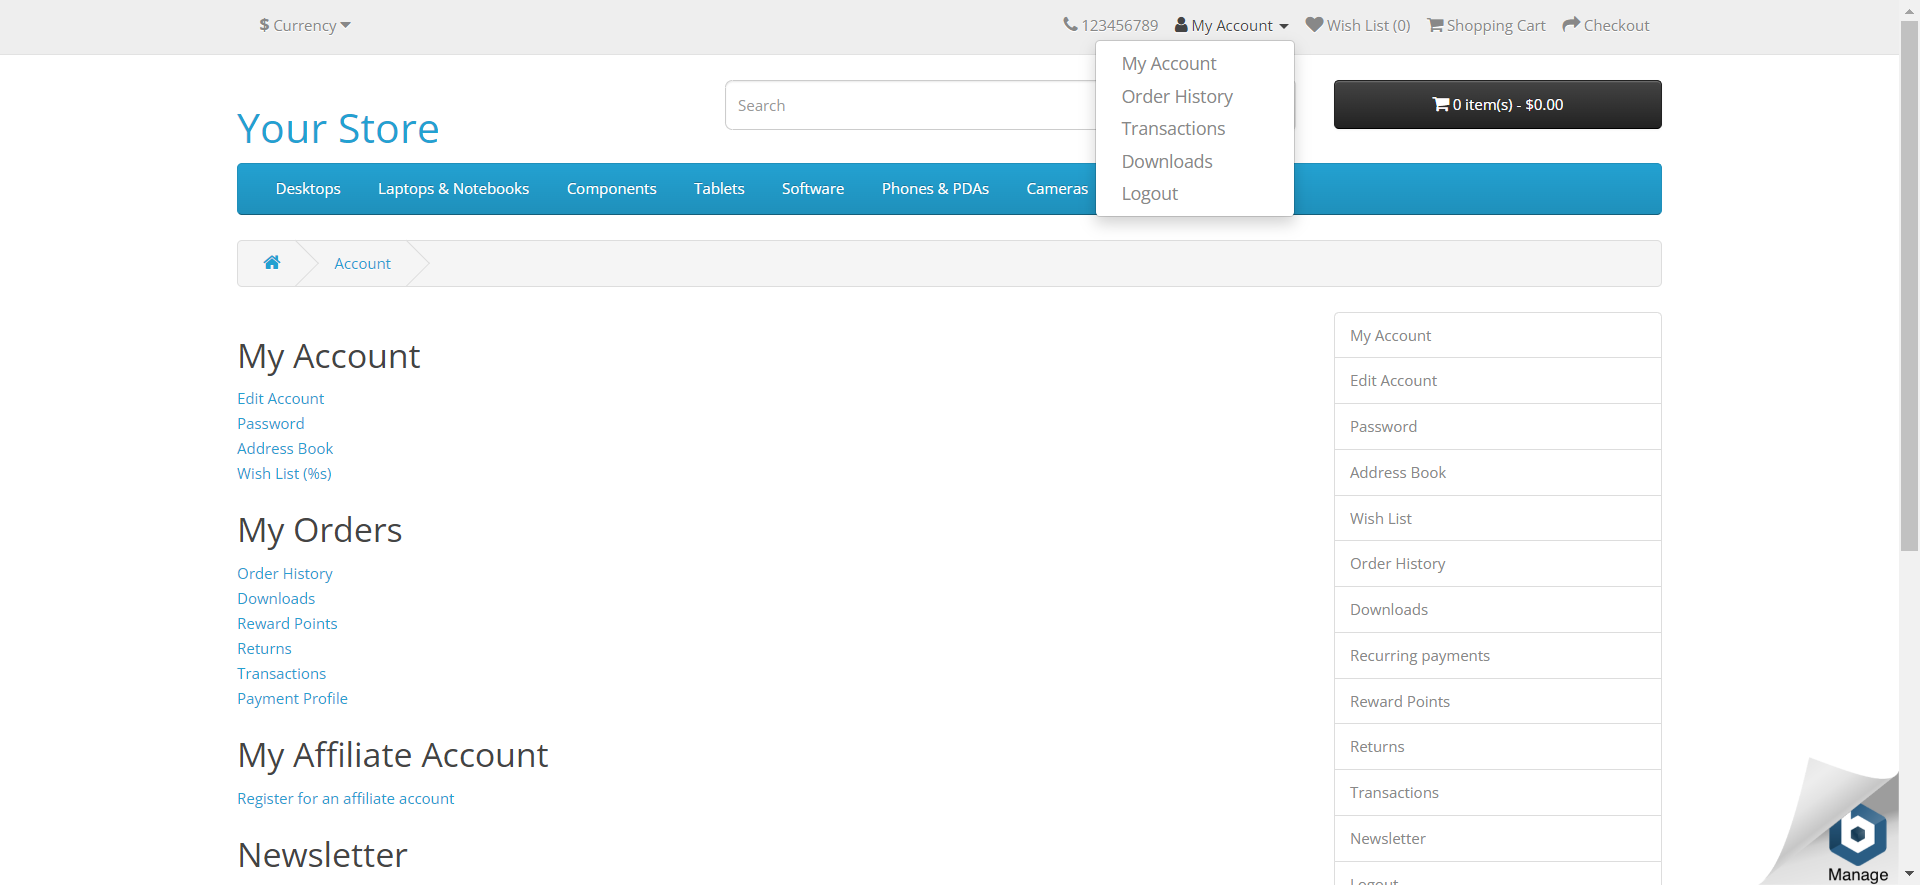 $ Currency
123456789 My Account Wish List (0) Shopping Cart Checkout
My Account
Order History
Transactions
Downloads
Logout
Your Store
Search
0 item(s) - $0.00
Desktops Laptops & Notebooks Components Tablets Software Phones & PDAs Cameras
Account
My Account
Edit Account
Password
Address Book
Wish List (%s)
My Orders
Order History
Downloads
Reward Points
Returns
Transactions
Payment Profile
My Affiliate Account
Register for an affiliate account
Newsletter
My Account
Edit Account
Password
Address Book
Wish List
Order History
Downloads
Recurring payments
Reward Points
Returns
Transactions
Newsletter
Logout
Manage